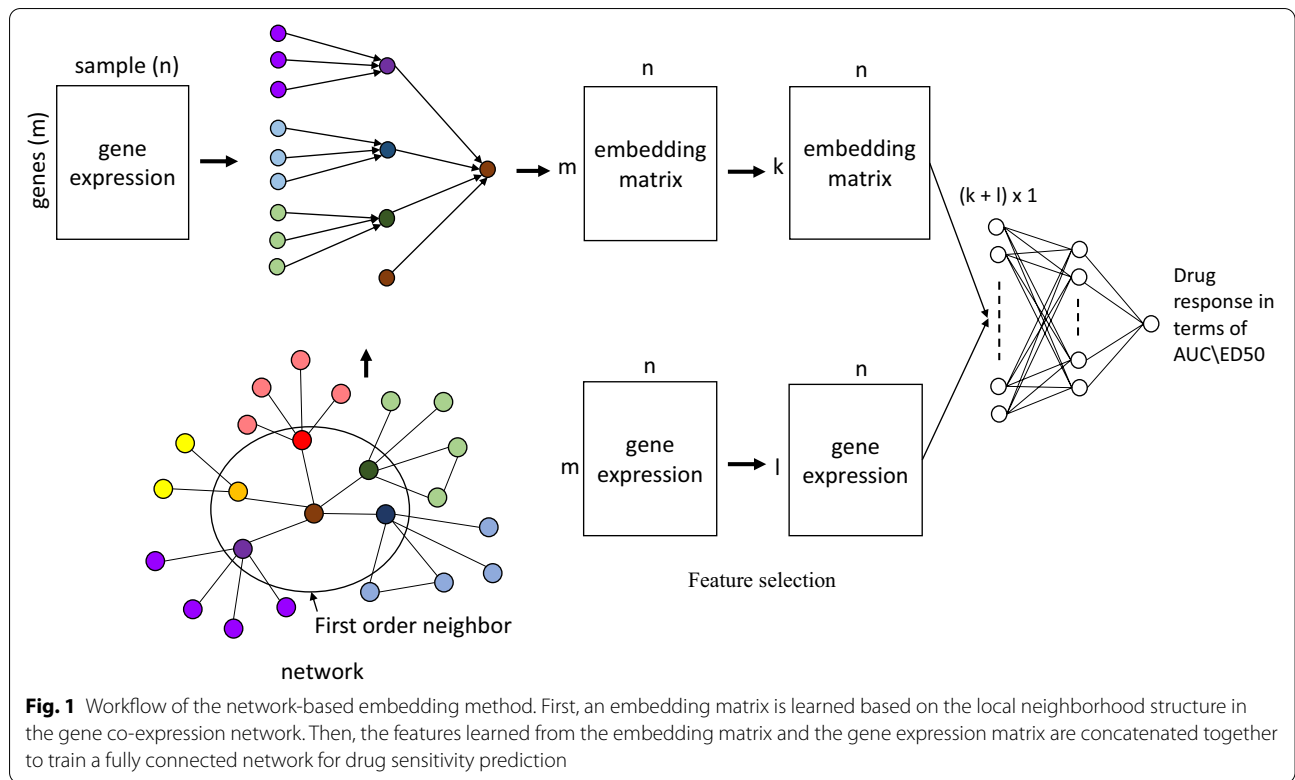 sample (n)
genes (m)
gene
expression
n
m
embedding
matrix
n
k
embedding
matrix
(k + l) x 1
Drug
response in
terms of
AUC\ED50
n
m
gene
expression
n
l
gene
expression
Feature selection
First order neighbor
network
Fig. 1 Workflow of the network-based embedding method. First, an embedding matrix is learned based on the local neighborhood structure in
the gene co-expression network. Then, the features learned from the embedding matrix and the gene expression matrix are concatenated together
to train a fully connected network for drug sensitivity prediction